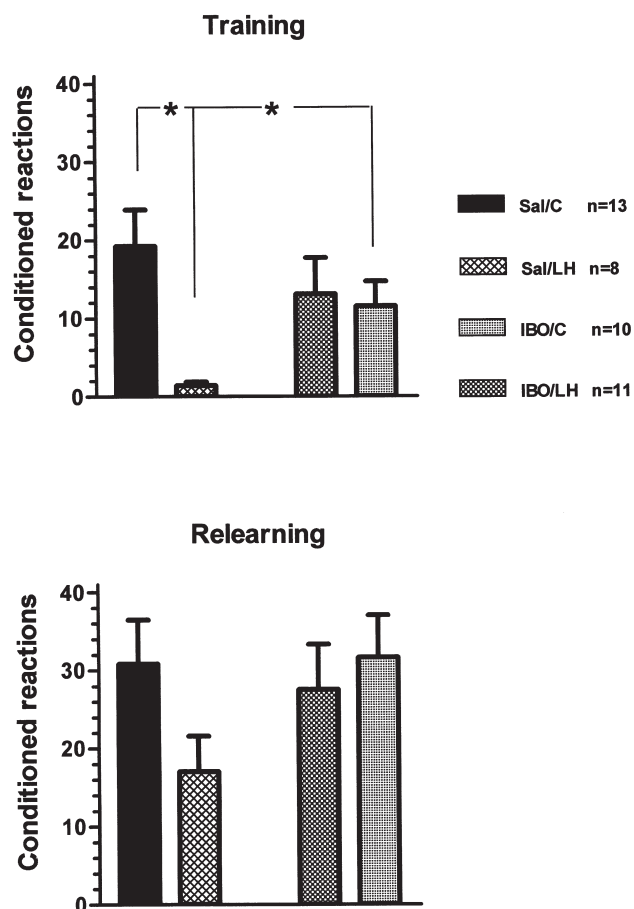 Training
Conditioned reactions
40
30
20
10
0
* *
Sal/C n=13
Sal/LH n=8
IBO/C n=10
IBO/LH n=11
Relearning
Conditioned reactions
40
30
20
10
0